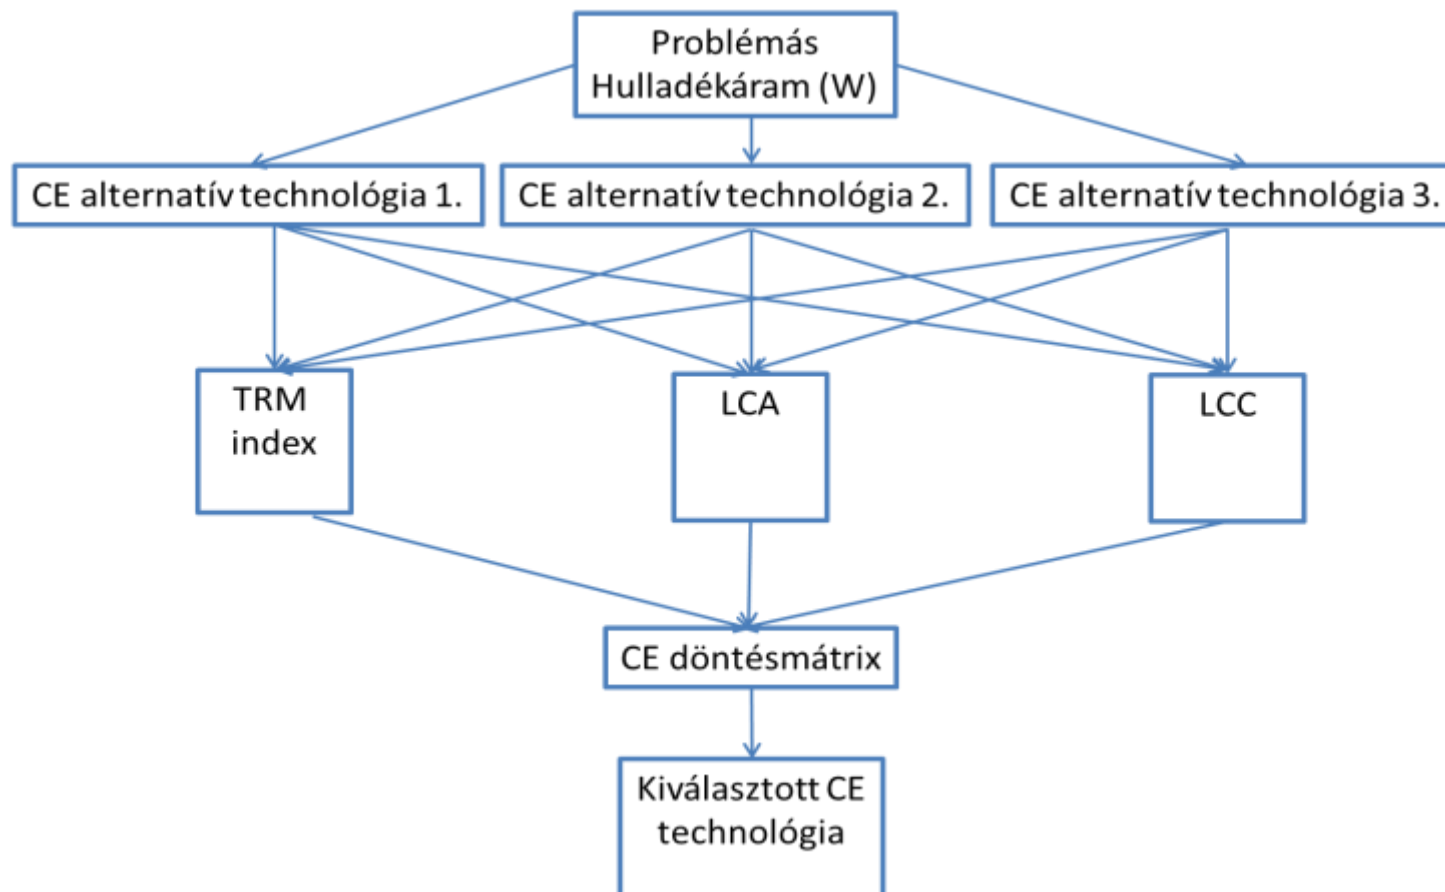 Problémás
Hulladékáram (W)
CE alternatív technológia 1.
CE alternatív technológia 2.
CE alternatív technológia 3.
TRM
index
LCA
LCC
CE döntésmátrix
Kiválasztott CE
technológia